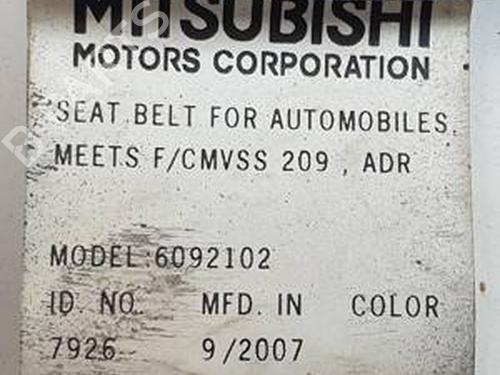 MITSUBISHI
MOTORS CORPORATION
SEAT BELT FOR AUTOMOBILES.
MEETS F/CMVSS 209 , ADR
MODEL:6092102
ID. NO. MFD. IN COLOR
7926 9/2007